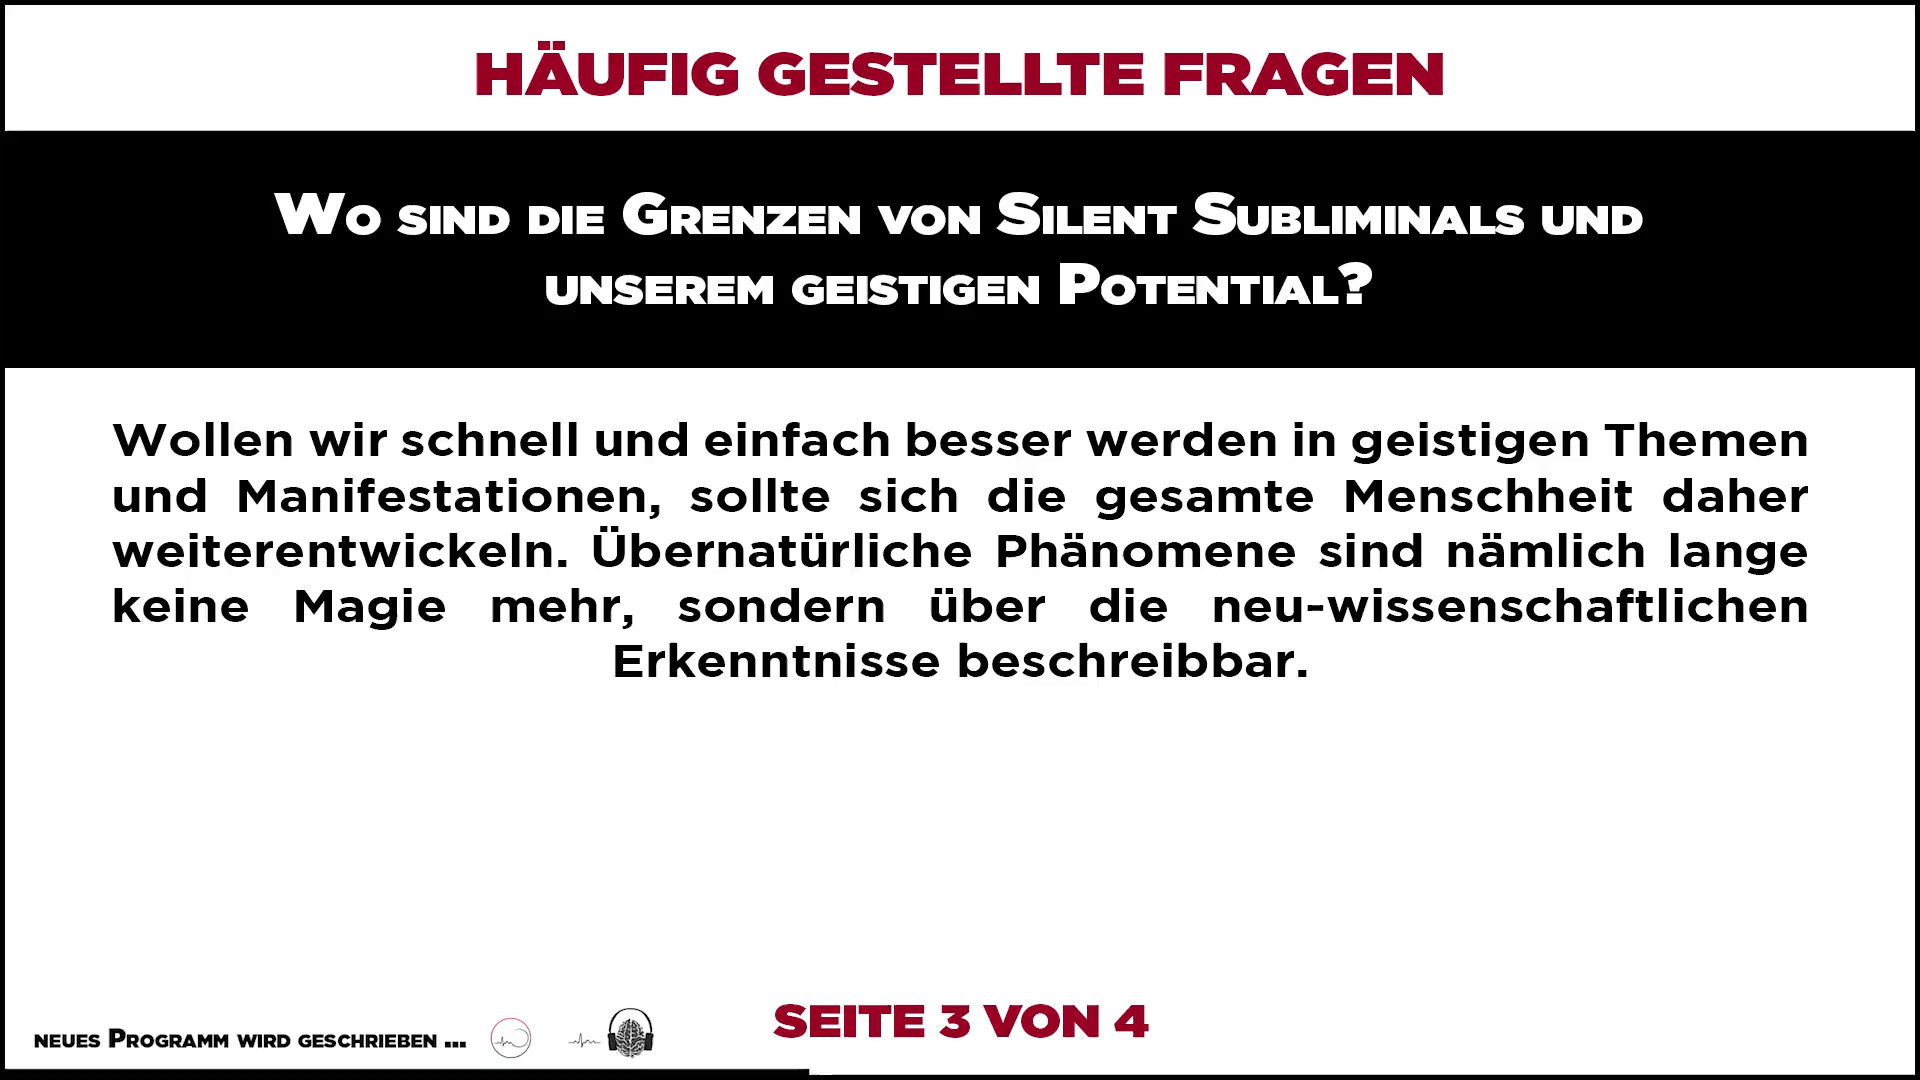 HÄUFIG GESTELLTE FRAGEN
Wo sind die Grenzen von Silent Subliminals und
unserem geistigen Potential?
Wollen wir schnell und einfach besser werden in geistigen Themen
und Manifestationen, sollte sich die gesamte Menschheit daher
weiterentwickeln. Übernatürliche Phänomene sind nämlich lange
keine Magie mehr, sondern über die neu-wissenschaftlichen
Erkenntnisse beschreibbar.
neues Programm wird geschrieben ...
SEITE 3 VON 4